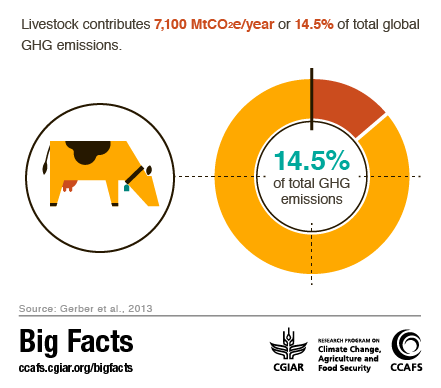 Livestock contributes 7,100 MtCO2e/year or 14.5% of total global
GHG emissions.
14.5%
of total GHG
emissions
Source: Gerber et al., 2013
Big Facts
ccafs.cgiar.org/bigfacts
CGIAR
RESEARCH PROGRAM ON
Climate Change,
Agriculture and
Food Security
CCAFS